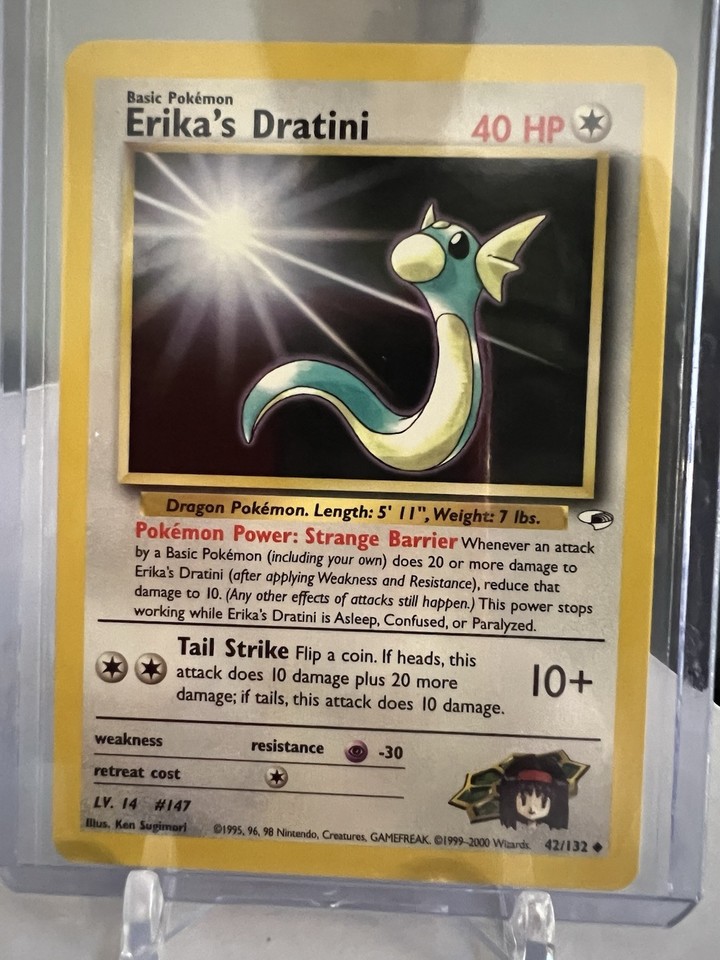 Basic Pokémon
Erika's Dratini
40 HP
Dragon Pokémon. Length: 5' 11", Weight: 7 lbs.
Pokémon Power: Strange Barrier Whenever an attack
by a Basic Pokémon (including your own) does 20 or more damage to
Erika's Dratini (after applying Weakness and Resistance), reduce that
damage to 10. (Any other effects of attacks still happen.) This power stops
working while Erika's Dratini is Asleep, Confused, or Paralyzed.
Tail Strike Flip a coin. If heads, this
attack does 10 damage plus 20 more
damage; if tails, this attack does 10 damage.
10+
weakness
resistance -30
retreat cost
LV. 14 #147
Illus. Ken Sugimori
©1995, 96, 98 Nintendo, Creatures, GAMEFREAK. ©1999–2000 Wizards. 42/132